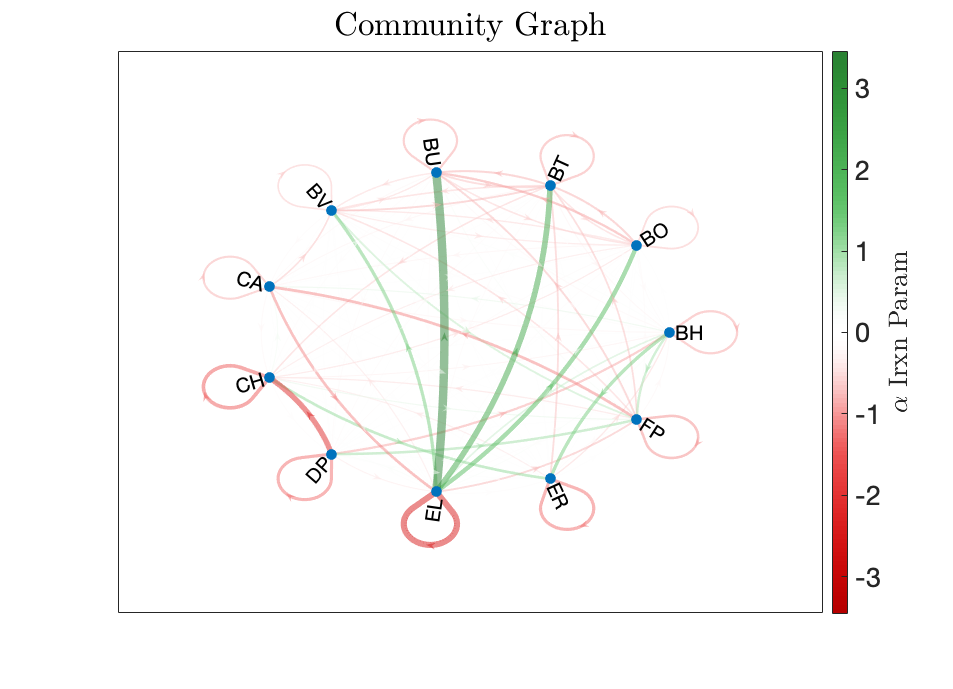 Community Graph
BU
BT
BV
BO
CA
BH
CH
FP
DP
ER
EL
3
2
1
0
-1
-2
-3
α Irxn Param